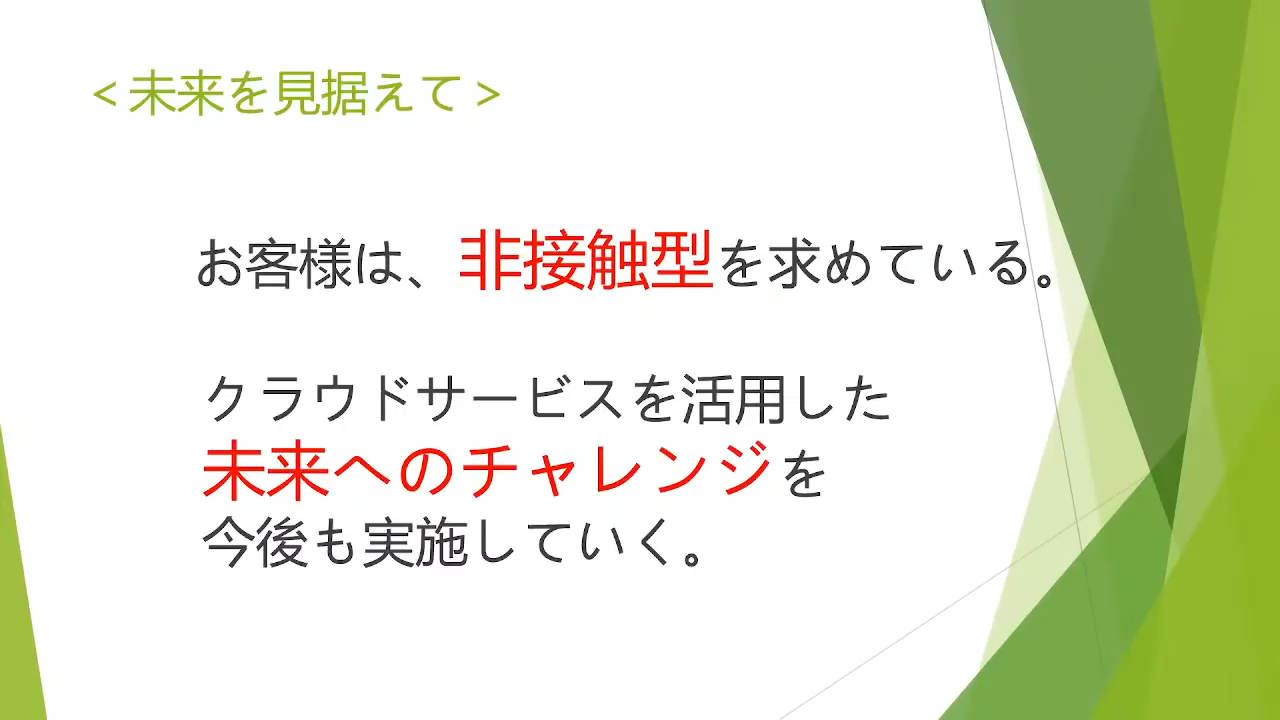 ＜未来を見据えて＞
お客様は、非接触型を求めている。
クラウドサービスを活用した
未来へのチャレンジを
今後も実施していく。